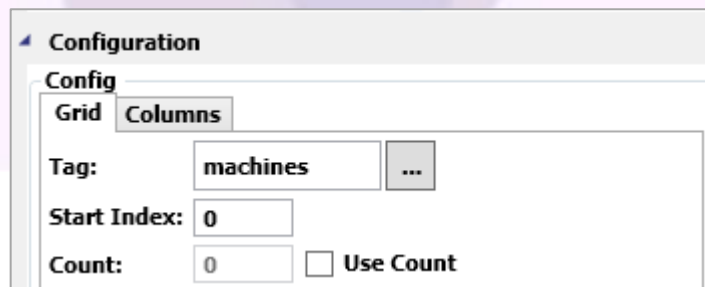 Configuration
Config
Grid Columns
Tag: machines ...
Start Index: 0
Count: 0 Use Count